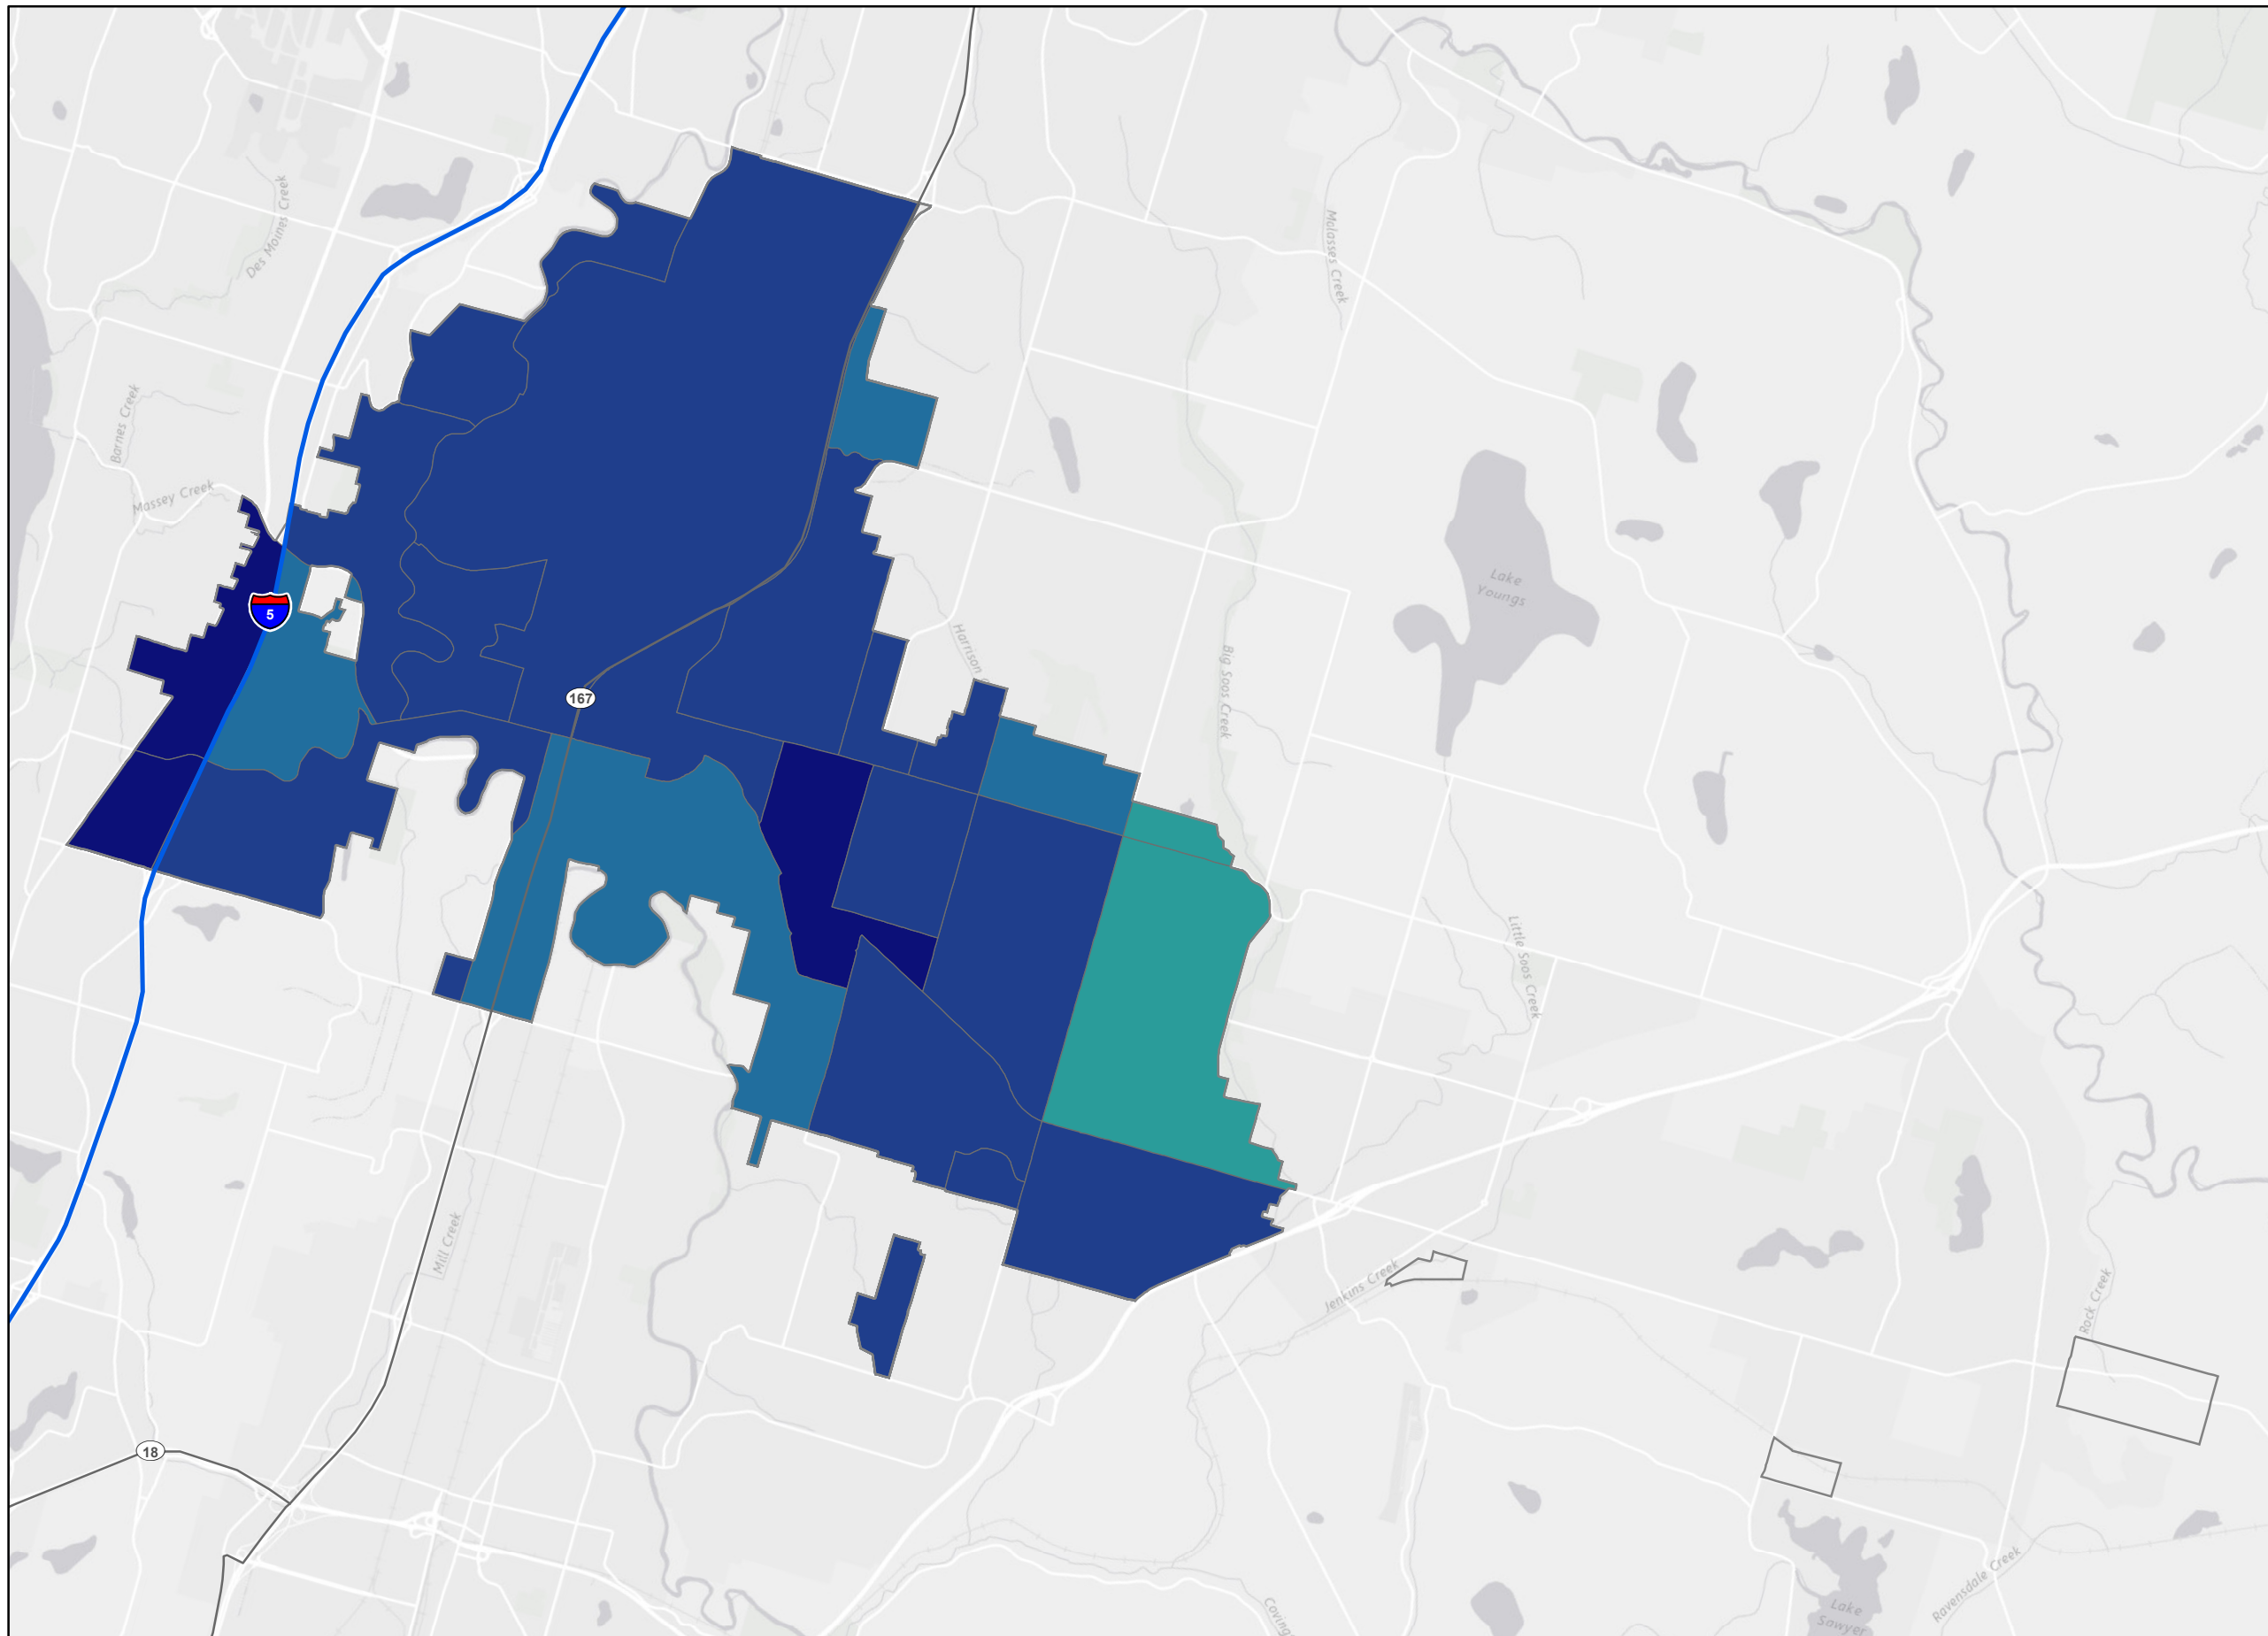 Des Moines Creek
Molasses Creek
Barnes Creek
Massey Creek
Lake
Youngs
5
Harrison
Big Soos Creek
167
Little Soos Creek
Mill Creek
Jenkins Creek
Rock Creek
18
Ravensdale Creek
Lake
Sawyer